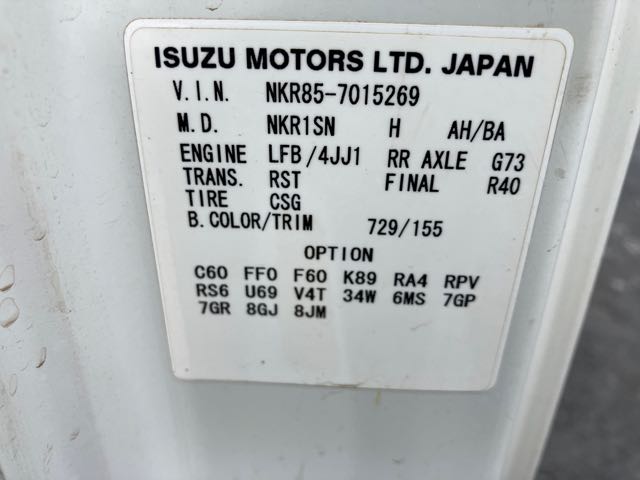 ISUZU MOTORS LTD. JAPAN
V.I.N. NKR85-7015269
M.D. NKR1SN H AH/BA
ENGINE LFB/4JJ1 RR AXLE G73
TRANS. RST FINAL R40
TIRE CSG
B.COLOR/TRIM 729/155
OPTION
C60 FF0 F60 K89 RA4 RPV
RS6 U69 V4T 34W 6MS 7GP
7GR 8GJ 8JM